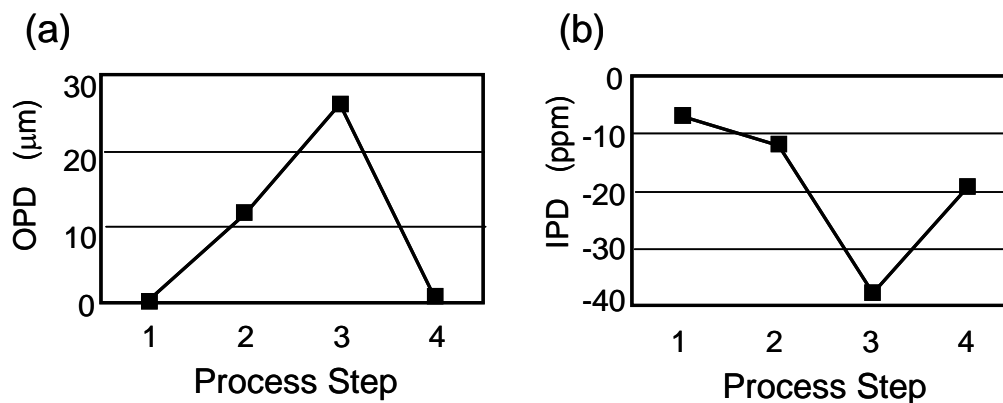 (a)
30
20
10
0
OPD (μm)
1 2 3 4
Process Step
(b)
0
-10
-20
-30
-40
IPD (ppm)
1 2 3 4
Process Step